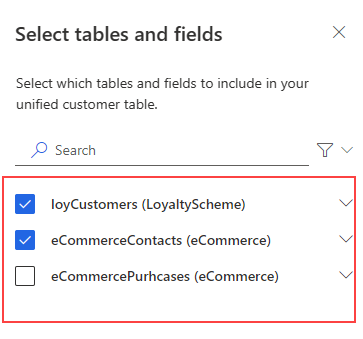 Select tables and fields
Select which tables and fields to include in your
unified customer table.
Search
loyCustomers (LoyaltyScheme)
eCommerceContacts (eCommerce)
eCommercePurhcases (eCommerce)